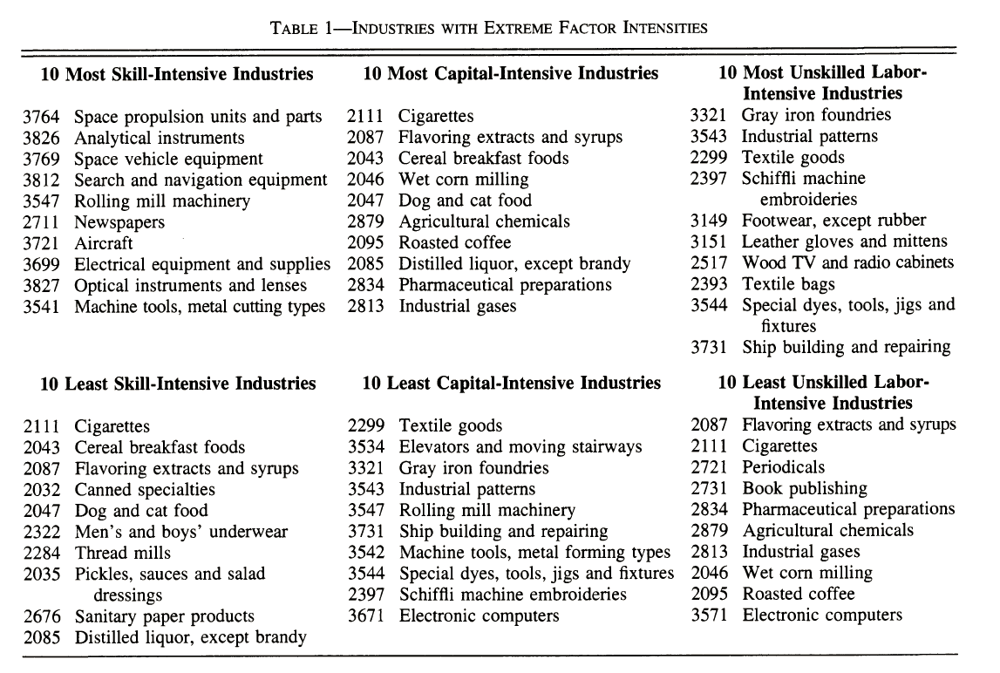 TABLE 1—INDUSTRIES WITH EXTREME FACTOR INTENSITIES
10 Most Skill-Intensive Industries
3764 Space propulsion units and parts
3826 Analytical instruments
3769 Space vehicle equipment
3812 Search and navigation equipment
3547 Rolling mill machinery
2711 Newspapers
3721 Aircraft
3699 Electrical equipment and supplies
3827 Optical instruments and lenses
3541 Machine tools, metal cutting types
10 Most Capital-Intensive Industries
2111 Cigarettes
2087 Flavoring extracts and syrups
2043 Cereal breakfast foods
2046 Wet corn milling
2047 Dog and cat food
2879 Agricultural chemicals
2095 Roasted coffee
2085 Distilled liquor, except brandy
2834 Pharmaceutical preparations
2813 Industrial gases
10 Most Unskilled Labor-
Intensive Industries
3321 Gray iron foundries
3543 Industrial patterns
2299 Textile goods
2397 Schiffli machine
embroideries
3149 Footwear, except rubber
3151 Leather gloves and mittens
2517 Wood TV and radio cabinets
2393 Textile bags
3544 Special dyes, tools, jigs and
fixtures
3731 Ship building and repairing
10 Least Skill-Intensive Industries
2111 Cigarettes
2043 Cereal breakfast foods
2087 Flavoring extracts and syrups
2032 Canned specialties
2047 Dog and cat food
2322 Men's and boys' underwear
2284 Thread mills
2035 Pickles, sauces and salad
dressings
2676 Sanitary paper products
2085 Distilled liquor, except brandy
10 Least Capital-Intensive Industries
2299 Textile goods
3534 Elevators and moving stairways
3321 Gray iron foundries
3543 Industrial patterns
3547 Rolling mill machinery
3731 Ship building and repairing
3542 Machine tools, metal forming types
3544 Special dyes, tools, jigs and fixtures
2397 Schiffli machine embroideries
3671 Electronic computers
10 Least Unskilled Labor-
Intensive Industries
2087 Flavoring extracts and syrups
2111 Cigarettes
2721 Periodicals
2731 Book publishing
2834 Pharmaceutical preparations
2879 Agricultural chemicals
2813 Industrial gases
2046 Wet corn milling
2095 Roasted coffee
3571 Electronic computers